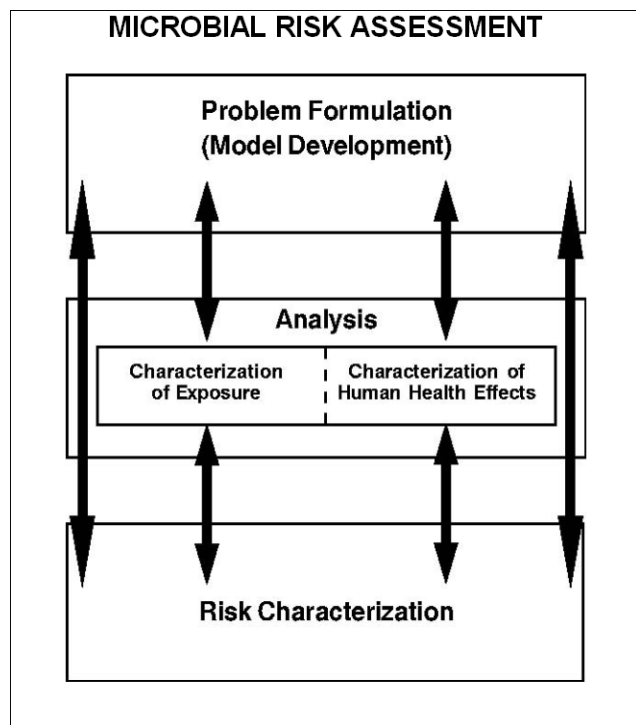 MICROBIAL RISK ASSESSMENT
Problem Formulation
(Model Development)
Analysis
Characterization
of Exposure
Characterization of
Human Health Effects
Risk Characterization